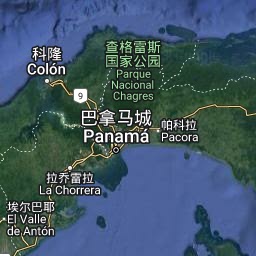 科隆
Colón
查格雷斯
国家公园
Parque
Nacional
Chagres
9
巴拿马城
Panamá
帕科拉
Pacora
拉乔雷拉
La Chorrera
埃尔巴耶
El Valle
de Antón